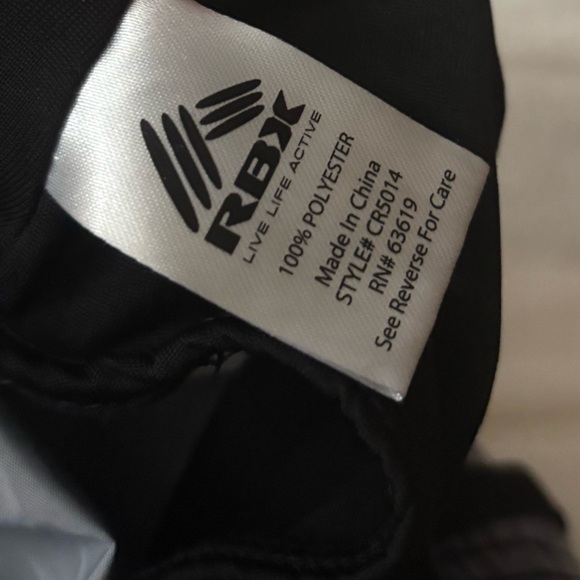 RBX
LIVE LIFE ACTIVE
100% POLYESTER
Made In China
STYLE# CR5014
RN# 63619
See Reverse For Care